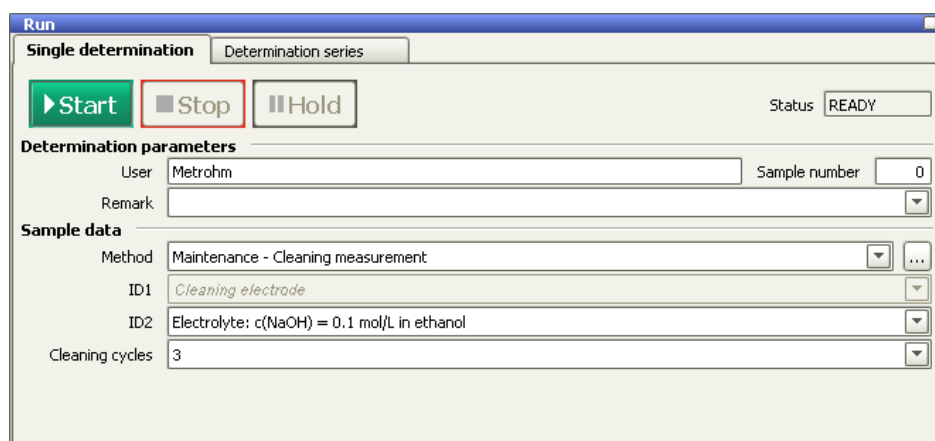 Run
Single determination Determination series
Start Stop Hold Status READY
Determination parameters
User Metrohm Sample number 0
Remark
Sample data
Method Maintenance - Cleaning measurement ...
ID1 Cleaning electrode
ID2 Electrolyte: c(NaOH) = 0.1 mol/L in ethanol
Cleaning cycles 3